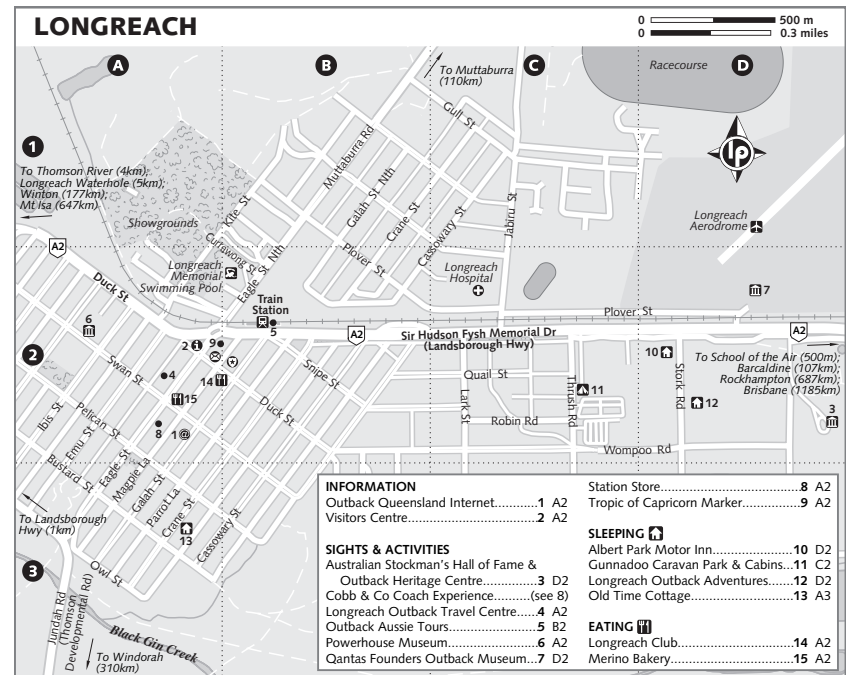 LONGREACH
0 500 m
0 0.3 miles
A
B
C
D
To Muttaburra
(110km)
Racecourse
Gull St
lp
1
To Thomson River (4km);
Longreach Waterhole (5km);
Winton (177km);
Mt Isa (647km)
Muttaburra Rd
Galah St Nth
Crane St
Cassowary St
Jabiru St
Kite St
Showgrounds
Currawong St
Eagle St Nth
Plover St
Longreach
Aerodrome
A2
Longreach
Memorial
Swimming Pool
Longreach
Hospital
Duck St
Train
Station
5
7
Plover St
6
A2
Sir Hudson Fysh Memorial Dr
(Landsborough Hwy)
A2
2
2
9
10
To School of the Air (500m);
Barcaldine (107km);
Rockhampton (687km);
Brisbane (1185km)
Swan St
4
14
Snipe St
Quail St
Thrush Rd
11
Stork Rd
12
15
Duck St
Lark St
Robin Rd
3
Ibis St
Pelican St
8
1 @
Wompoo Rd
Emu St
Eagle St
Magpie La
Bustard St
Galah St
Parrot La
Crane St
13
Cassowary St
To Landsborough
Hwy (1km)
3
Owl St
Jundah Rd
(Thomson
Developmental Rd)
Black Gin Creek
To Windorah
(310km)
INFORMATION
Outback Queensland Internet..........1 A2
Visitors Centre...................................2 A2
SIGHTS & ACTIVITIES
Australian Stockman's Hall of Fame &
Outback Heritage Centre..............3 D2
Cobb & Co Coach Experience.........(see 8)
Longreach Outback Travel Centre....4 A2
Outback Aussie Tours......................5 B2
Powerhouse Museum......................6 A2
Qantas Founders Outback Museum...7 D2
Station Store.................................8 A2
Tropic of Capricorn Marker............9 A2
SLEEPING
Albert Park Motor Inn......................10 D2
Gunnadoo Caravan Park & Cabins...11 C2
Longreach Outback Adventures.......12 D2
Old Time Cottage............................13 A3
EATING
Longreach Club..............................14 A2
Merino Bakery................................15 A2